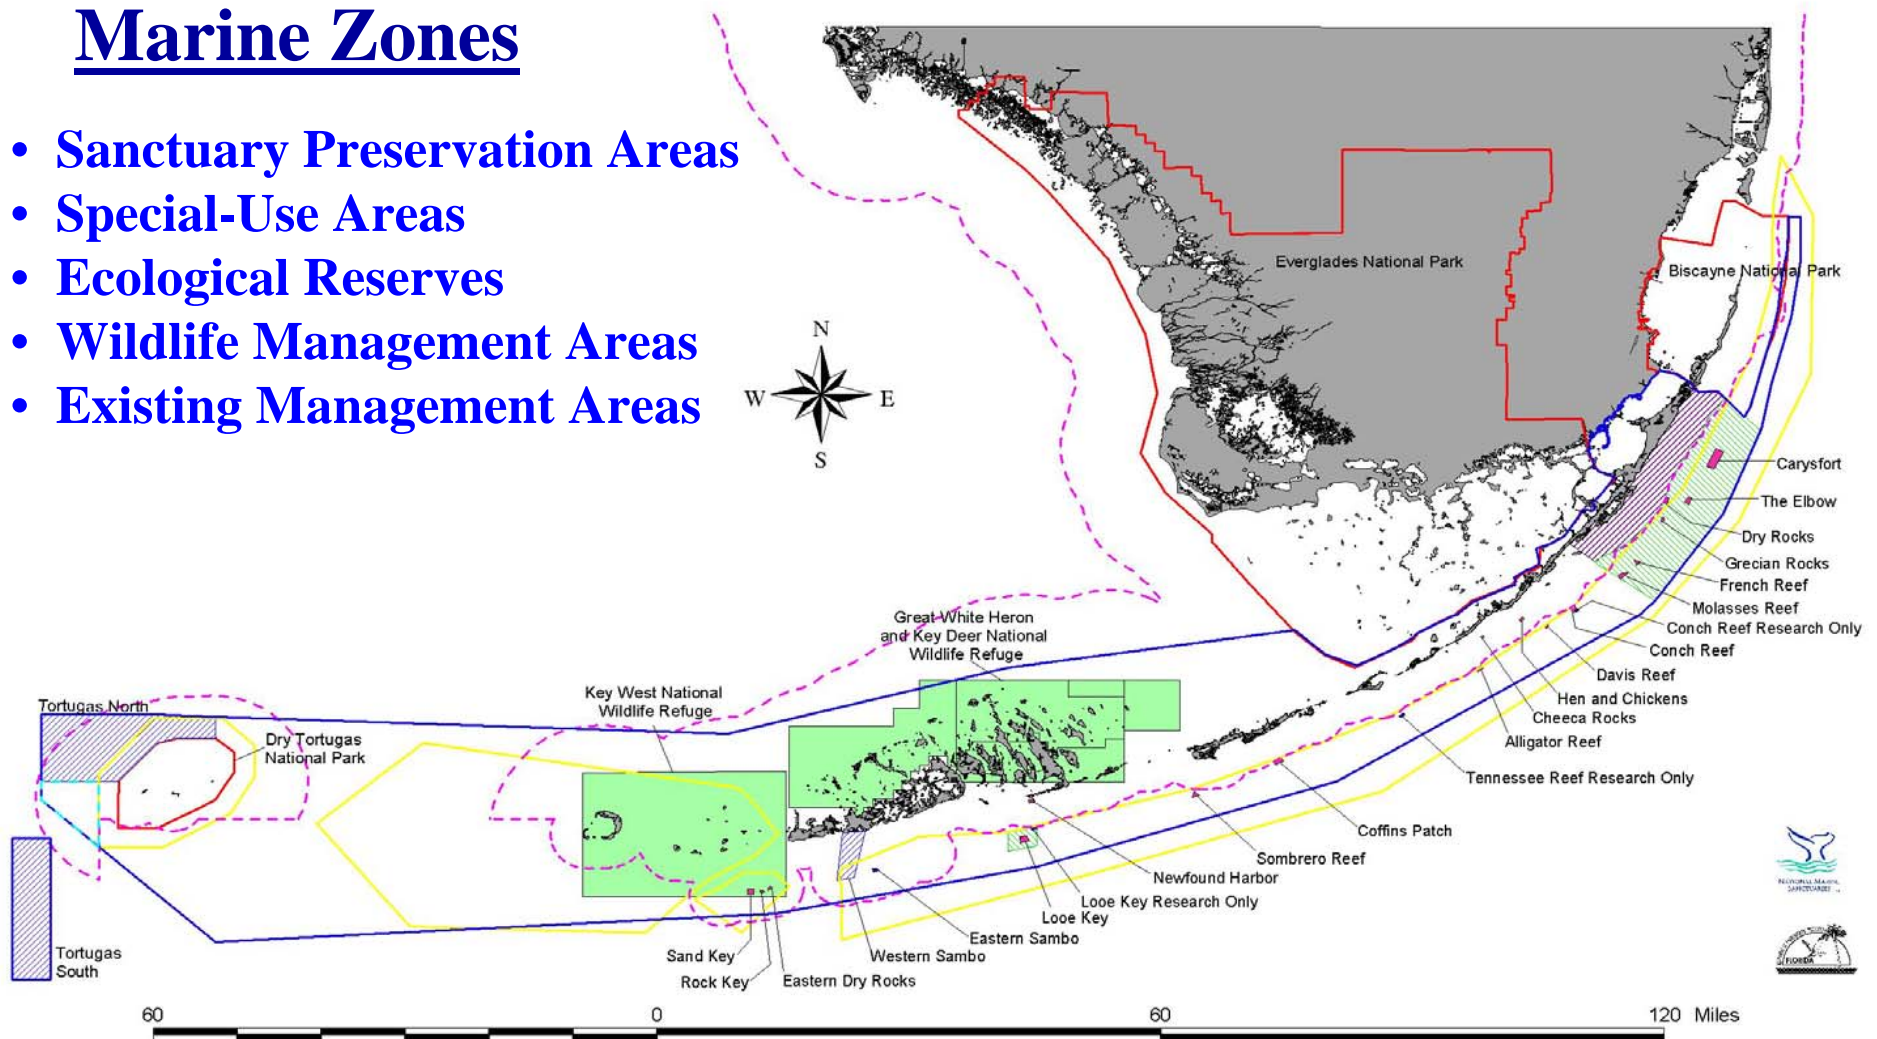 Marine Zones
• Sanctuary Preservation Areas
• Special-Use Areas
• Ecological Reserves
• Wildlife Management Areas
• Existing Management Areas
N
W
E
S
Everglades National Park
Biscayne National Park
Carysfort
The Elbow
Dry Rocks
Grecian Rocks
French Reef
Molasses Reef
Conch Reef Research Only
Conch Reef
Davis Reef
Hen and Chickens
Cheeca Rocks
Alligator Reef
Tennessee Reef Research Only
Coffins Patch
Sombrero Reef
Newfound Harbor
Looe Key Research Only
Looe Key
Eastern Sambo
Western Sambo
Eastern Dry Rocks
Rock Key
Sand Key
Great White Heron
and Key Deer National
Wildlife Refuge
Key West National
Wildlife Refuge
Tortugas North
Dry Tortugas
National Park
Tortugas
South
NATIONAL MARINE
SANCTUARIES
FLORIDA
60
0
60
120 Miles